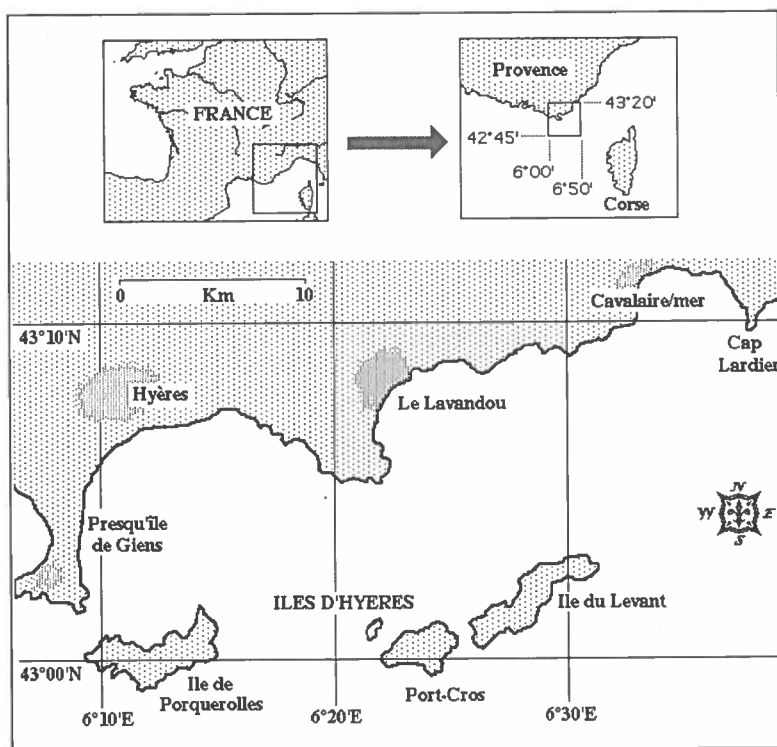 FRANCE
Provence
43°20'
42°45'
6°00'
6°50'
Corse
0 Km 10
Cavalaire/mer
43°10'N
Cap
Lardier
Hyères
Le Lavandou
N
W E
S
Presqu'île
de Giens
ILES D'HYERES
Ile du Levant
43°00'N
Ile de
Porquerolles
Port-Cros
6°10'E
6°20'E
6°30'E